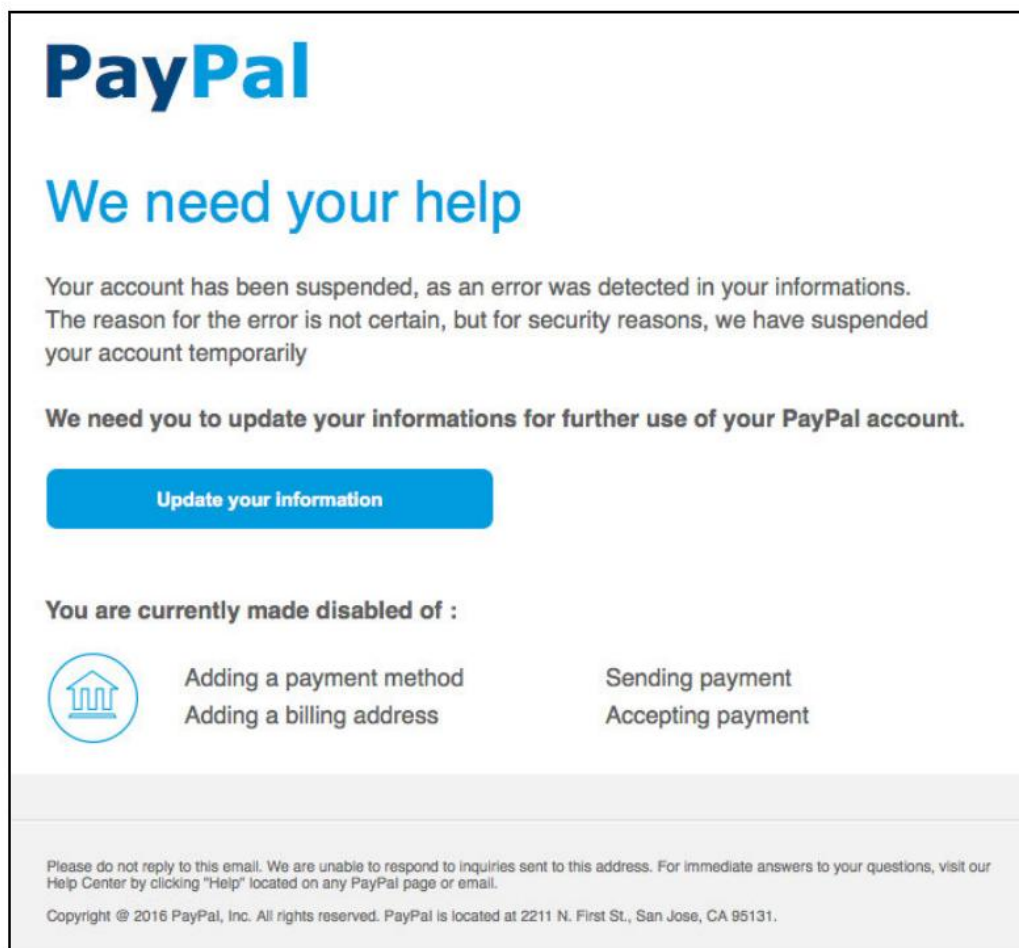 PayPal
We need your help
Your account has been suspended, as an error was detected in your informations.
The reason for the error is not certain, but for security reasons, we have suspended
your account temporarily
We need you to update your informations for further use of your PayPal account.
Update your information
You are currently made disabled of :
Adding a payment method Sending payment
Adding a billing address Accepting payment
Please do not reply to this email. We are unable to respond to inquiries sent to this address. For immediate answers to your questions, visit our
Help Center by clicking "Help" located on any PayPal page or email.
Copyright @ 2016 PayPal, Inc. All rights reserved. PayPal is located at 2211 N. First St., San Jose, CA 95131.